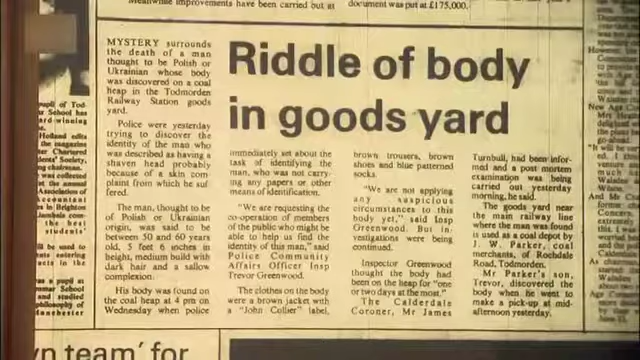 Meanwhile improvements have been carried out at
document was put at £175,000.
Riddle of body
in goods yard
MYSTERY surrounds
the death of a man
thought to be Polish or
Ukrainian whose body
was discovered on a coal
heap in the Todmorden
Railway Station goods
yard.
Police were yesterday
trying to discover the
identity of the man who
was described as having a
shaven head probably
because of a skin com
plant from which be suf
fered.
The man, thought to be
of Polish or Ukrainian
origin, was said to be
between 50 and 60 years
old, 5 feet 6 inches in
height, medium build with
dark hair and a sallow
complexion.
His body was found on
the coal heap at 4 pm on
Wednesday when police
immediately set about the
task of identifying the
man, who was not carry-
ing any papers or other
means of identification.
"We are requesting the
co-operation of members
of the public who might be
able to help us find the
identity of this man," said
Police Community
Affairs Officer Insp
Trevor Greenwood.
The clothes on the body
were a brown jacket with
a "John Collier" label,
brown trousers, brown
shoes and blue patterned
socks.
"We are not applying
any suspicious
circumstances to this
body yet," said Insp
Greenwood. But in-
vestigations were being
continued.
Inspector Greenwood
thought the body had
been on the heap for "one
or two days at the most."
The Calderdale
Coroner, Mr James
Turnbull, had been infor-
med and a post mortem
examination was being
carried out yesterday
morning, he said.
The goods yard near
the main railway line
where the man was found
is used as a coal depot by
J. W. Parker, coal
merchants, of Rochdale
Road, Todmorden.
Mr Parker's son,
Trevor, discovered the
body when he went to
make a pick-up at mid-
afternoon yesterday.
yn team' for